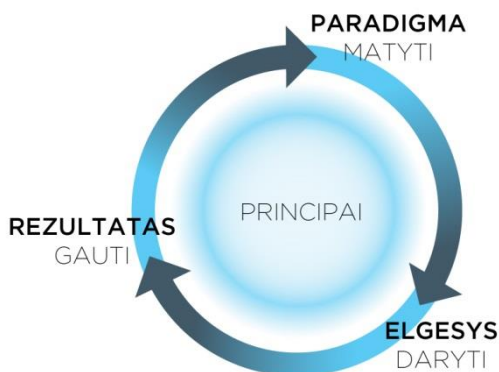 PARADIGMA
MATYTI
PRINCIPAI
REZULTATAS
GAUTI
ELGESYS
DARYTI